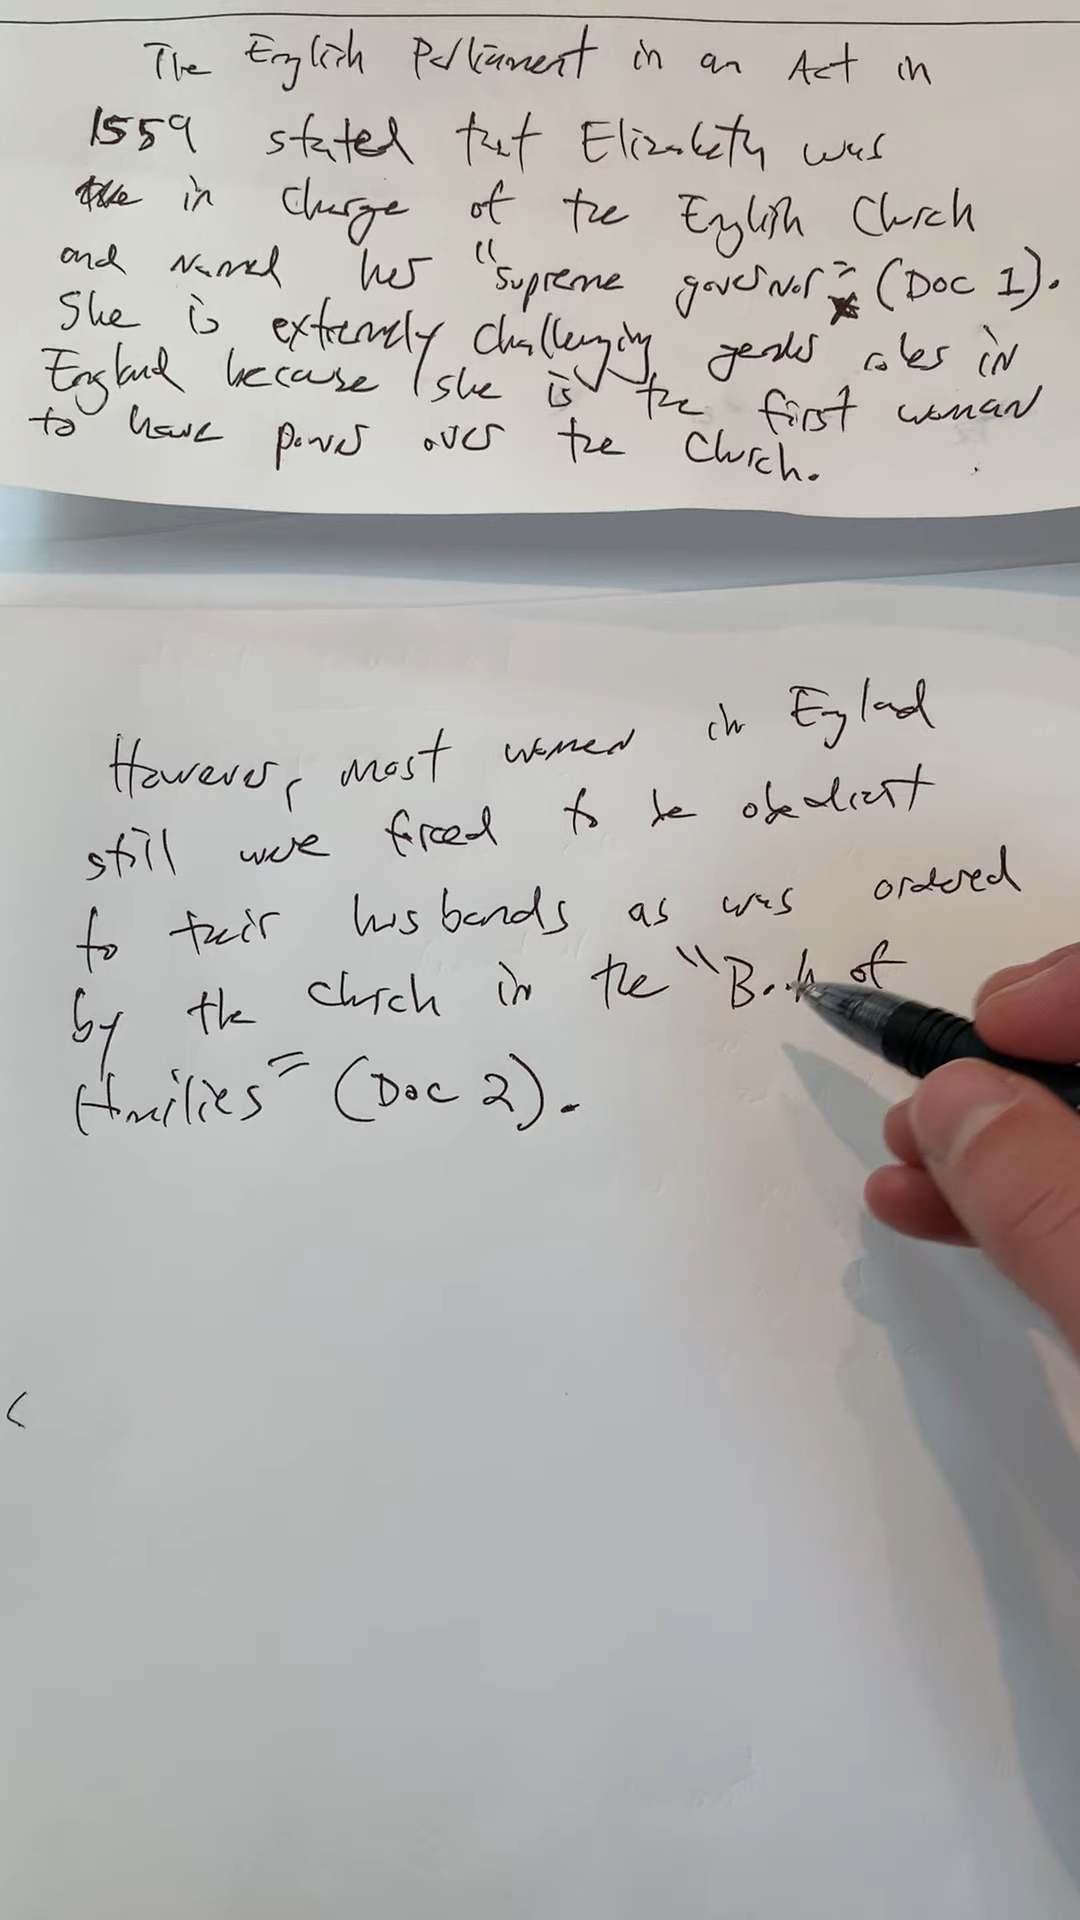 The English Parliament in an Act in
1559 stated that Elizabeth was
in charge of the English Church
and named her "supreme governor" (Doc 1).
She is extremely challenging gender roles in
England because she is the first woman
to have power over the Church.
However, most women in England
still were forced to be obedient
to their husbands as was ordered
by the church in the "Book of
Homilies" (Doc 2).